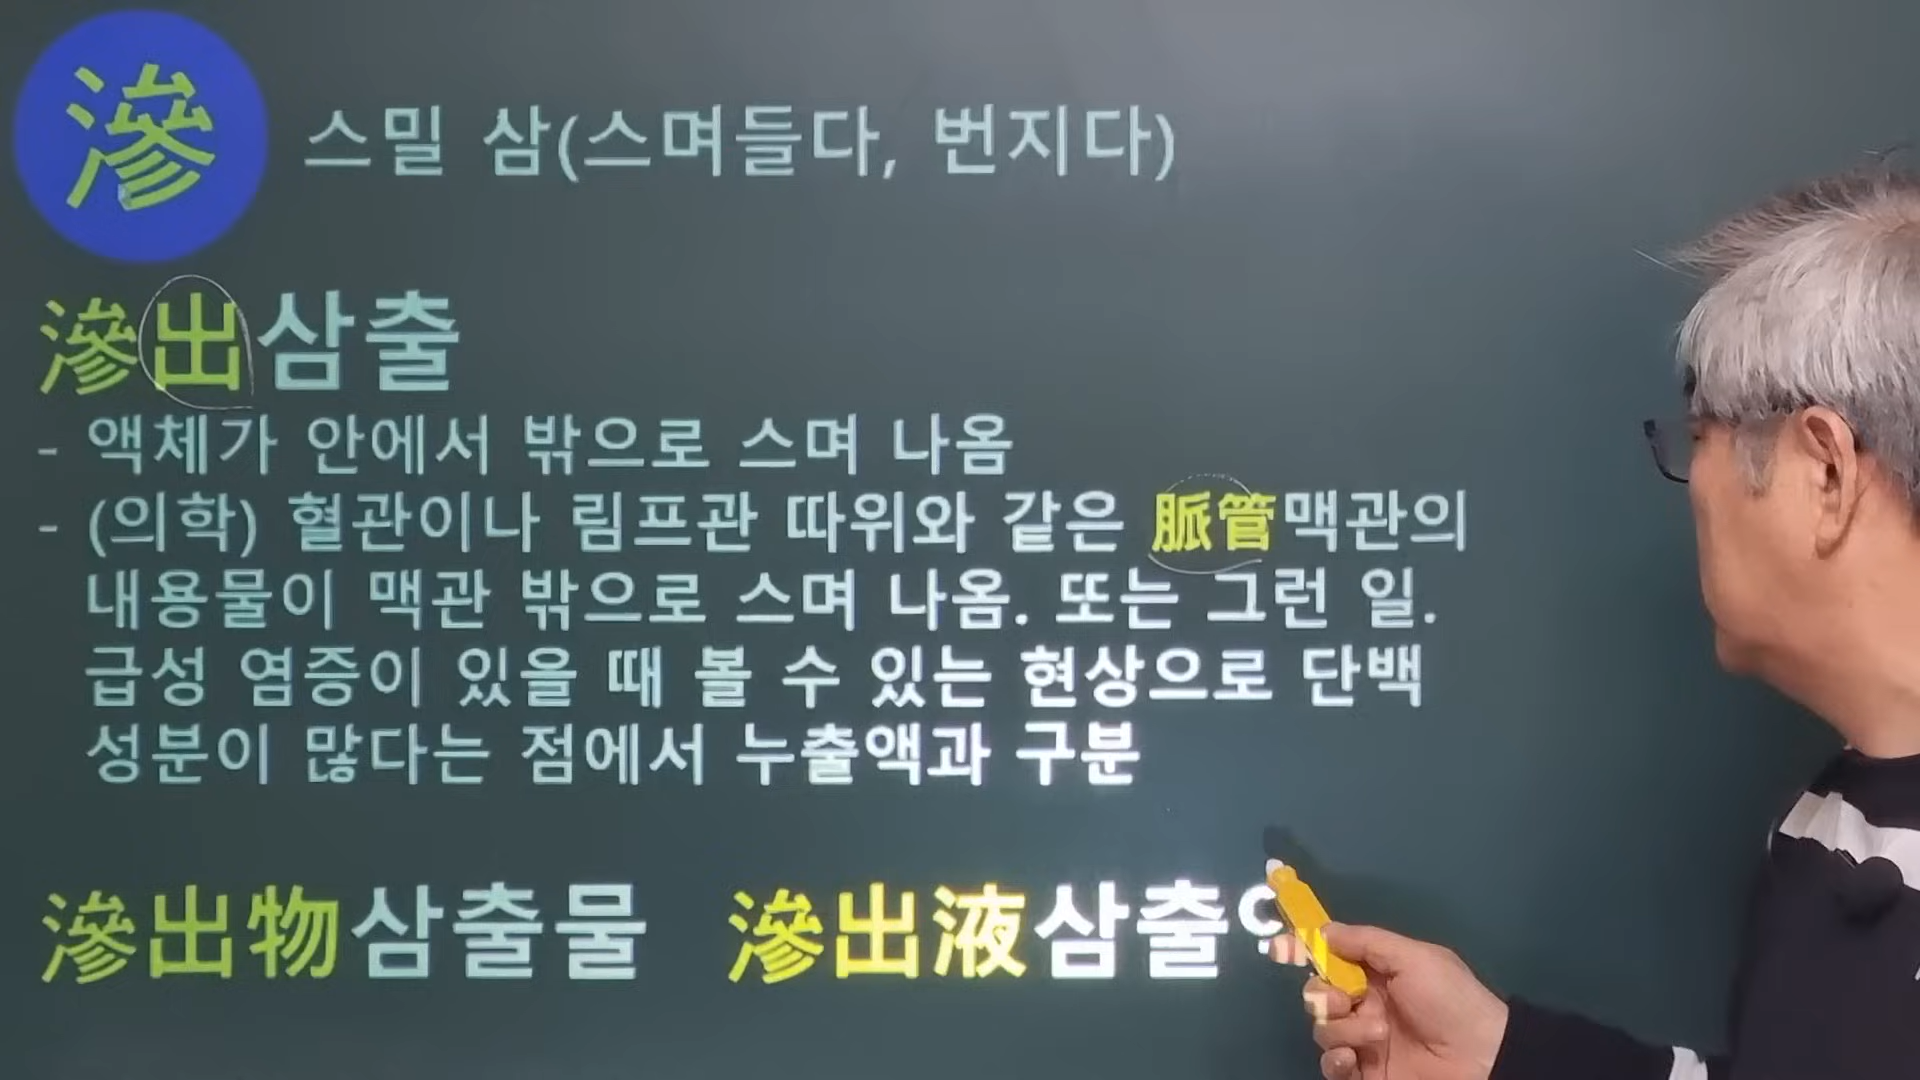 滲
스밀 삼(스며들다, 번지다)
滲出삼출
- 액체가 안에서 밖으로 스며 나옴
- (의학) 혈관이나 림프관 따위와 같은 脈管맥관의
내용물이 맥관 밖으로 스며 나옴. 또는 그런 일.
급성 염증이 있을 때 볼 수 있는 현상으로 단백
성분이 많다는 점에서 누출액과 구분
滲出物삼출물 滲出液삼출